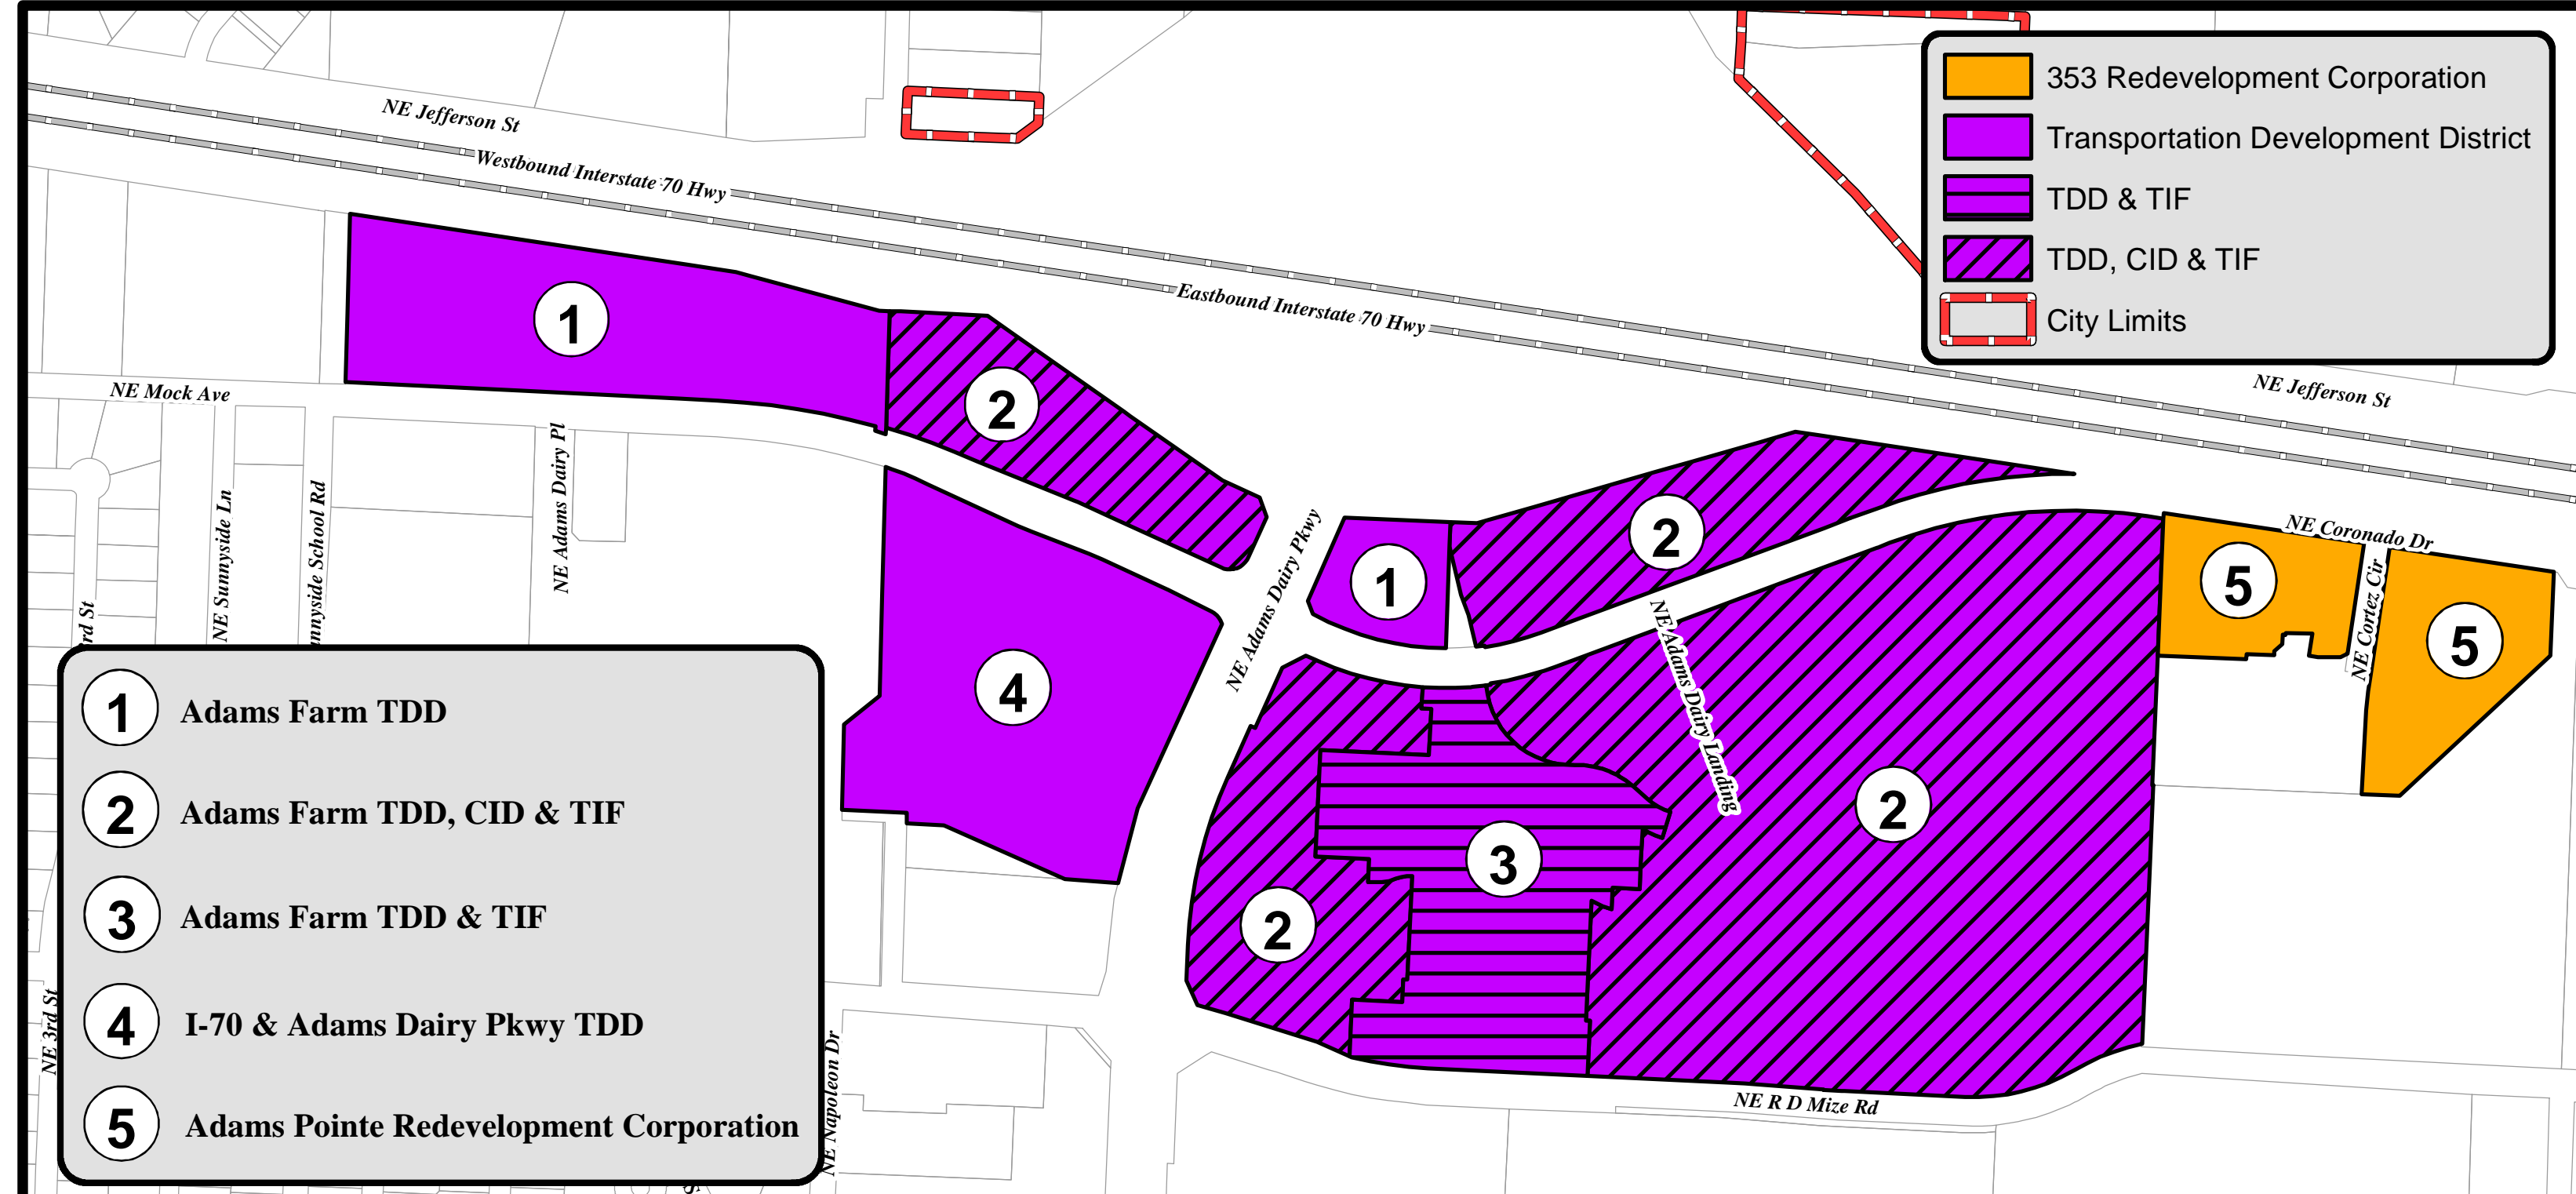 353 Redevelopment Corporation
Transportation Development District
TDD & TIF
TDD, CID & TIF
City Limits
NE Jefferson St
Westbound Interstate 70 Hwy
Eastbound Interstate 70 Hwy
NE Jefferson St
NE Mock Ave
NE Sunnyside Ln
nnyside School Rd
NE Adams Dairy Pl
rd St
NE Adams Dairy Pkwy
NE Coronado Dr
NE Cortez Cir
NE Adams Dairy Landing
NE R D Mize Rd
NE Napoleon Dr
NE 3rd St
1
2
1
2
4
5
5
2
3
2
1 Adams Farm TDD
2 Adams Farm TDD, CID & TIF
3 Adams Farm TDD & TIF
4 I-70 & Adams Dairy Pkwy TDD
5 Adams Pointe Redevelopment Corporation